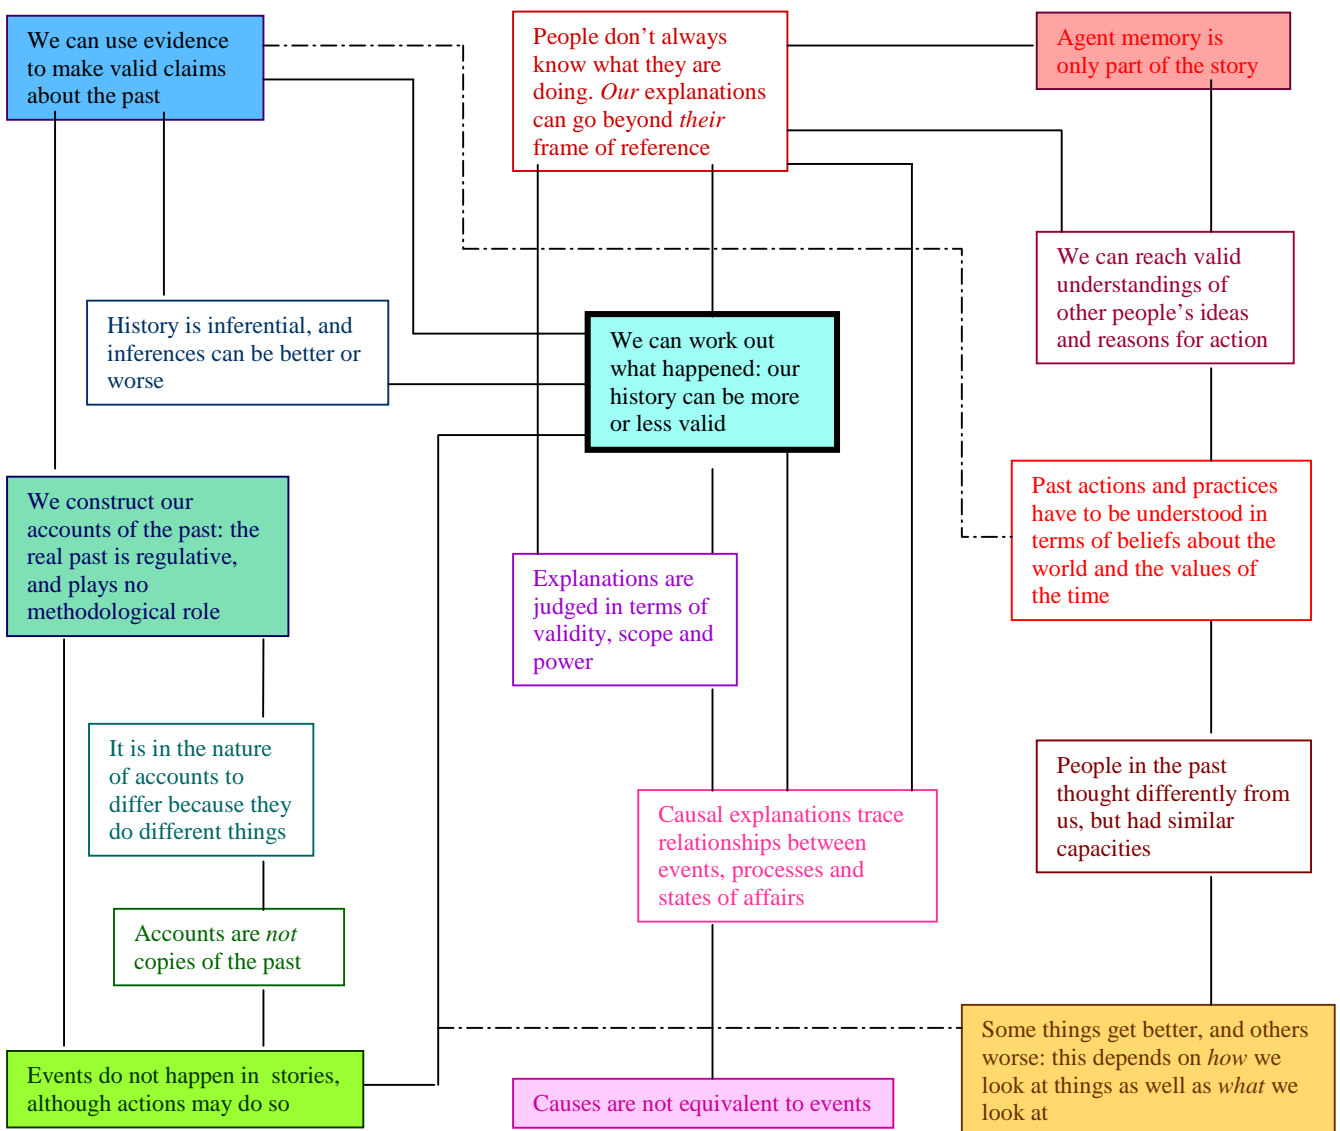 We can use evidence
to make valid claims
about the past
People don’t always
know what they are
doing. Our explanations
can go beyond their
frame of reference
Agent memory is
only part of the story
We can reach valid
understandings of
other people’s ideas
and reasons for action
History is inferential, and
inferences can be better or
worse
We can work out
what happened: our
history can be more
or less valid
We construct our
accounts of the past: the
real past is regulative,
and plays no
methodological role
Past actions and practices
have to be understood in
terms of beliefs about the
world and the values of
the time
Explanations are
judged in terms of
validity, scope and
power
It is in the nature
of accounts to
differ because they
do different things
People in the past
thought differently from
us, but had similar
capacities
Causal explanations trace
relationships between
events, processes and
states of affairs
Accounts are not
copies of the past
Some things get better, and others
worse: this depends on how we
look at things as well as what we
look at
Events do not happen in stories,
although actions may do so
Causes are not equivalent to events